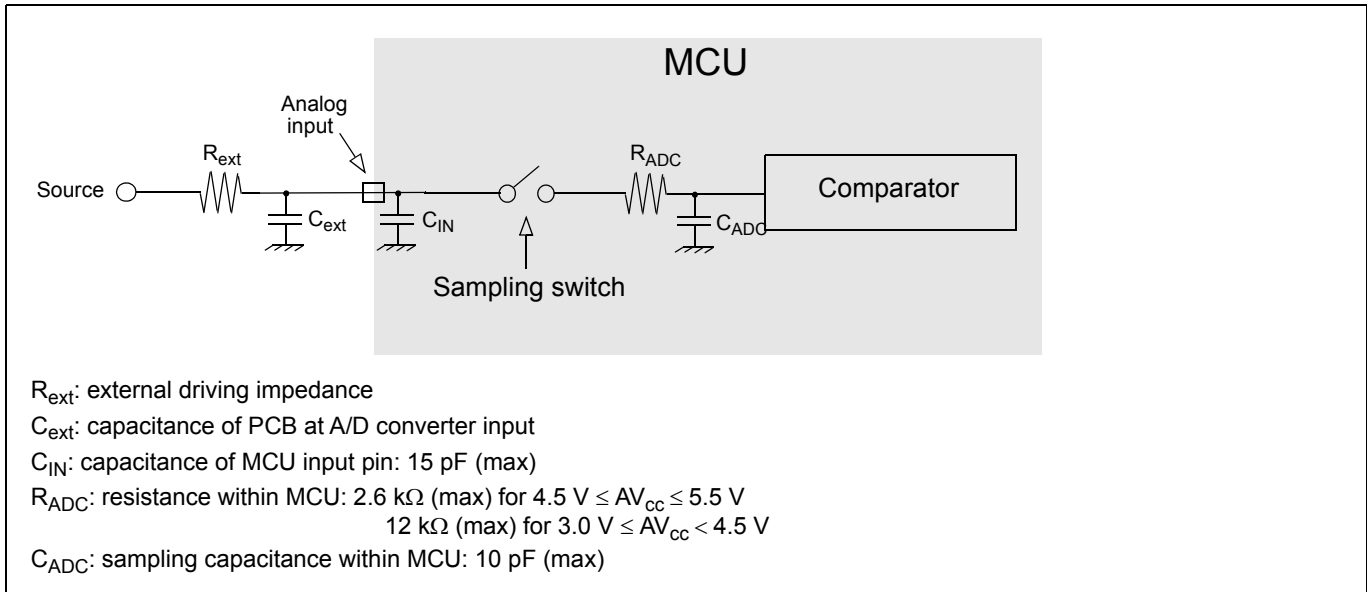 MCU
Analog
input
Rext
RADC
Source
Comparator
Cext
CIN
CADC
Sampling switch
Rext: external driving impedance
Cext: capacitance of PCB at A/D converter input
CIN: capacitance of MCU input pin: 15 pF (max)
RADC: resistance within MCU: 2.6 kΩ (max) for 4.5 V ≤ AVcc ≤ 5.5 V
12 kΩ (max) for 3.0 V ≤ AVcc < 4.5 V
CADC: sampling capacitance within MCU: 10 pF (max)